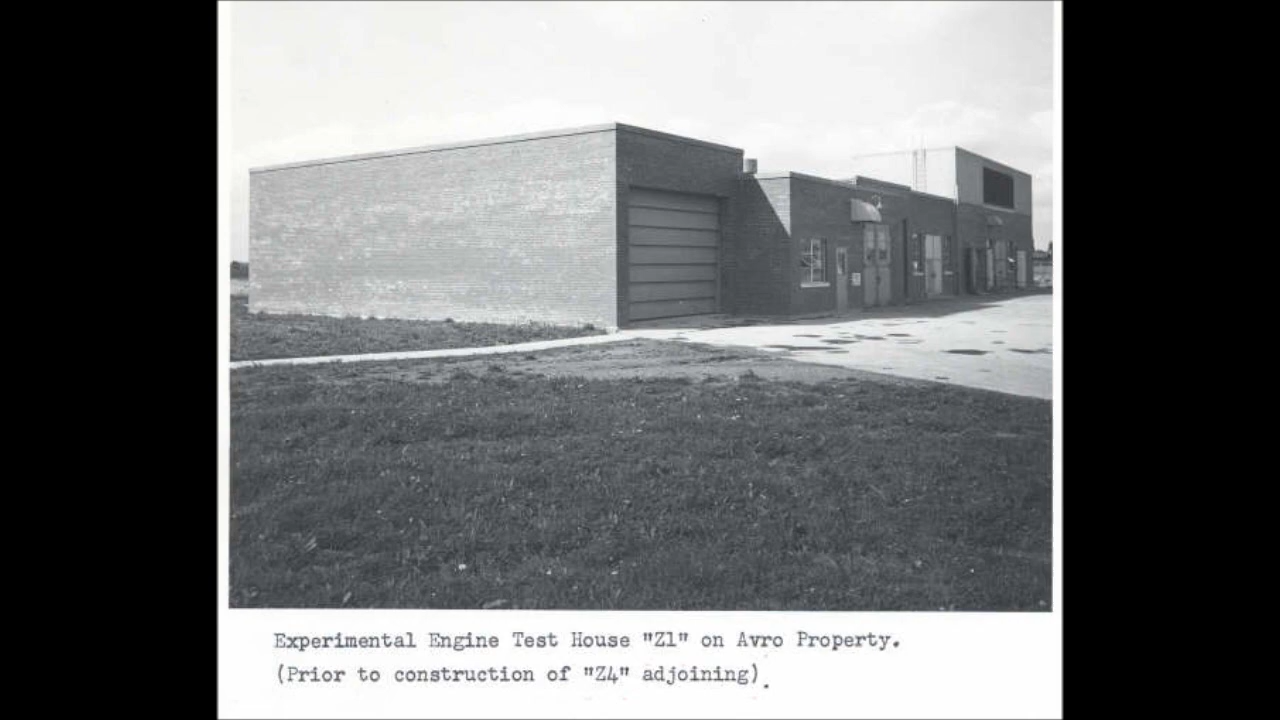 Experimental Engine Test House "Z1" on Avro Property.
(Prior to construction of "Z4" adjoining).